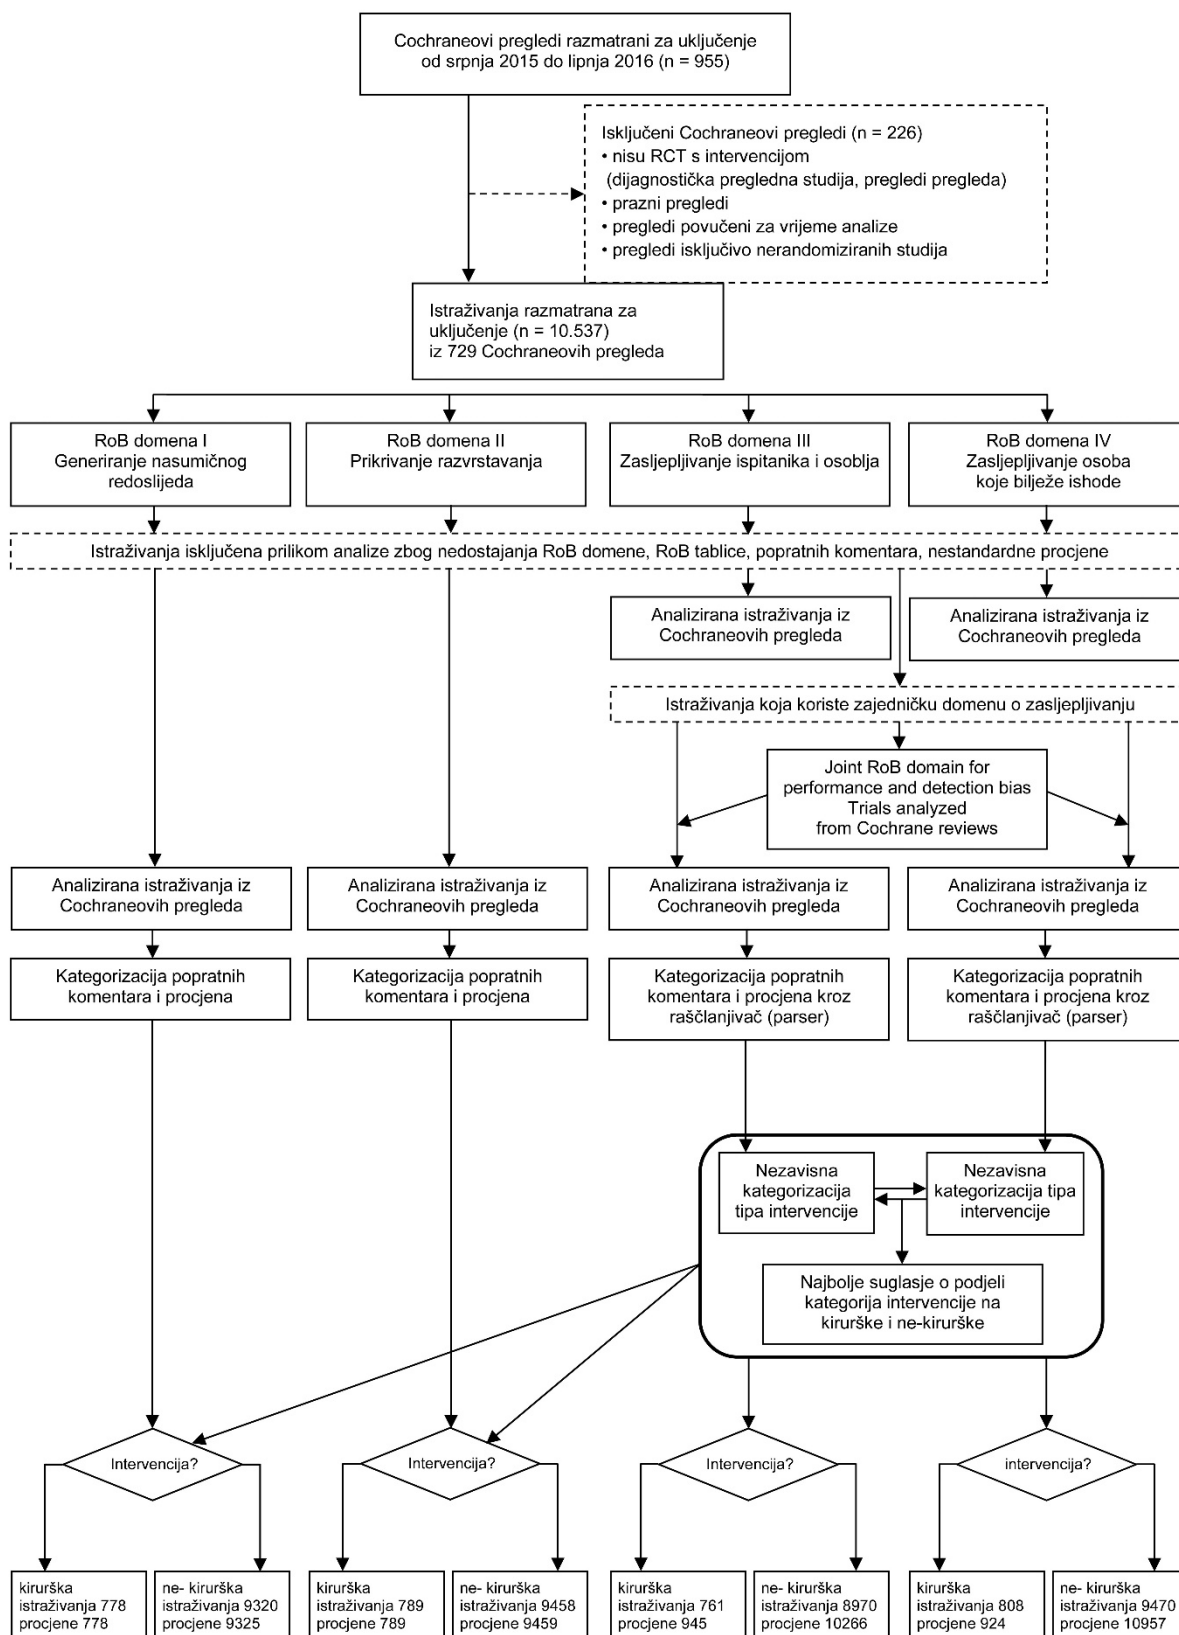 Cochraneovi pregledi razmatrani za uključenje
od srpnja 2015 do lipnja 2016 (n = 955)
Isključeni Cochraneovi pregledi (n = 226)
• nisu RCT s intervencijom
(dijagnostička pregledna studija, pregledi pregleda)
• prazni pregledi
• pregledi povučeni za vrijeme analize
• pregledi isključivo nerandomiziranih studija
Istraživanja razmatrana za
uključenje (n = 10.537)
iz 729 Cochraneovih pregleda
RoB domena I
Generiranje nasumičnog
redoslijeda
RoB domena II
Prikrivanje razvrstavanja
RoB domena III
Zasljepljivanje ispitanika i osoblja
RoB domena IV
Zasljepljivanje osoba
koje bilježe ishode
Istraživanja isključena prilikom analize zbog nedostajanja RoB domene, RoB tablice, popratnih komentara, nestandardne procjene
Analizirana istraživanja iz
Cochraneovih pregleda
Analizirana istraživanja iz
Cochraneovih pregleda
Istraživanja koja koriste zajedničku domenu o zasljepljivanju
Joint RoB domain for
performance and detection bias
Trials analyzed
from Cochrane reviews
Analizirana istraživanja iz
Cochraneovih pregleda
Analizirana istraživanja iz
Cochraneovih pregleda
Analizirana istraživanja iz
Cochraneovih pregleda
Analizirana istraživanja iz
Cochraneovih pregleda
Kategorizacija popratnih
komentara i procjena
Kategorizacija popratnih
komentara i procjena
Kategorizacija popratnih
komentara i procjena kroz
raščlanjivač (parser)
Kategorizacija popratnih
komentara i procjena kroz
raščlanjivač (parser)
Nezavisna
kategorizacija
tipa intervencije
Nezavisna
kategorizacija tipa
intervencije
Najbolje suglasje o podjeli
kategorija intervencije na
kirurške i ne-kirurške
Intervencija?
Intervencija?
Intervencija?
intervencija?
kirurška
istraživanja 778
procjene 778
ne- kirurška
istraživanja 9320
procjene 9325
kirurška
istraživanja 789
procjene 789
ne- kirurška
istraživanja 9458
procjene 9459
kirurška
istraživanja 761
procjene 945
ne- kirurška
istraživanja 8970
procjene 10266
kirurška
istraživanja 808
procjene 924
ne- kirurška
istraživanja 9470
procjene 10957